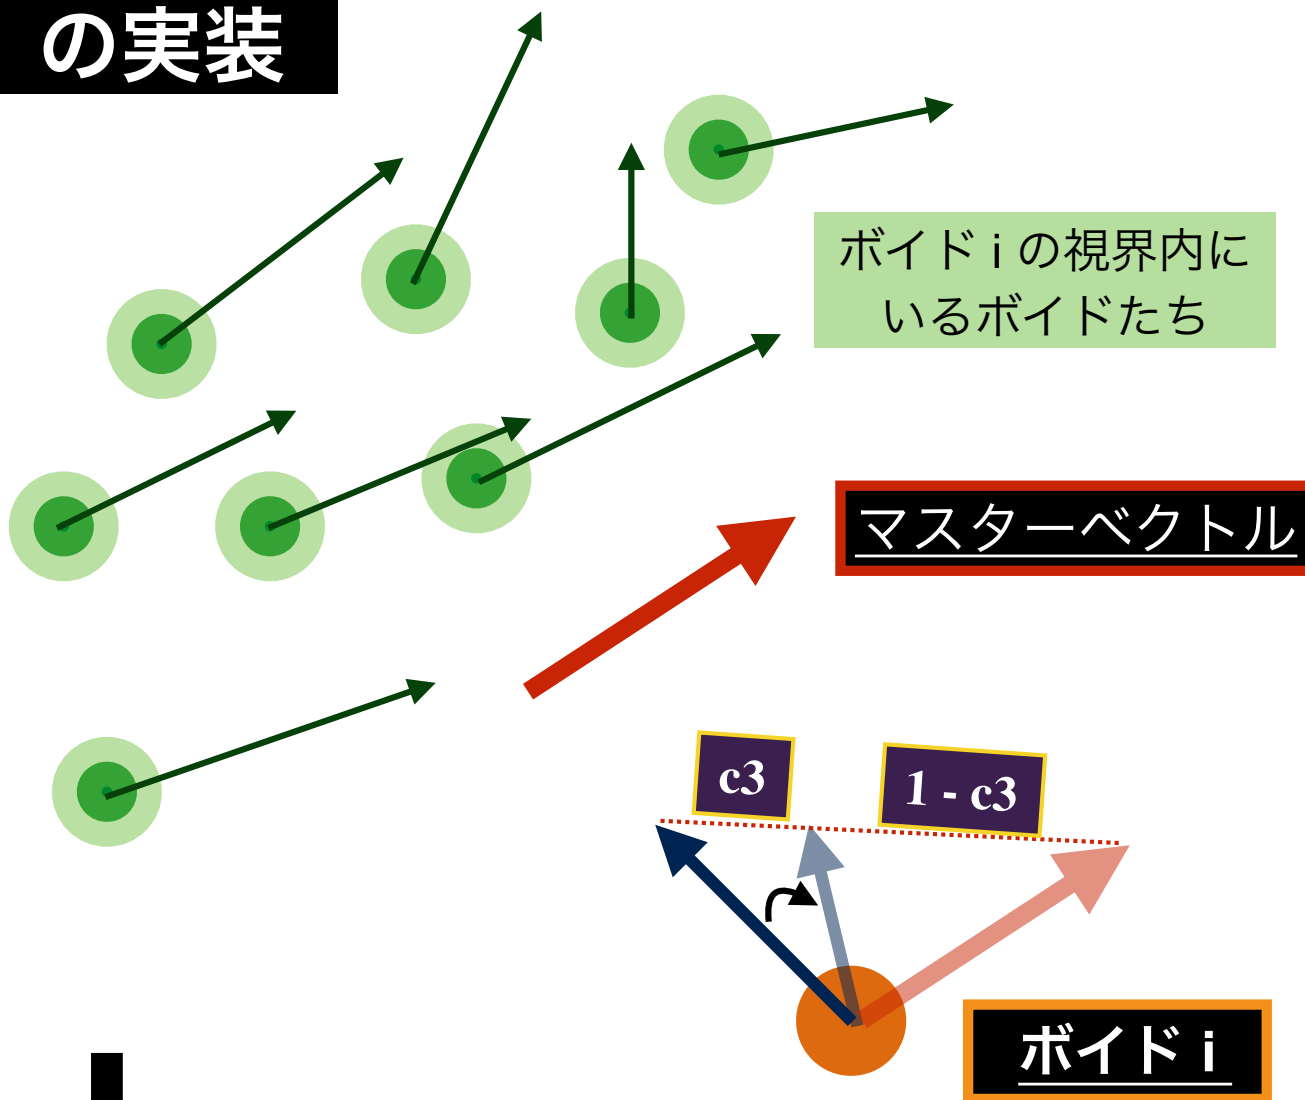 の実装
ボイド i の視界内に
いるボイドたち
マスターベクトル
c3
1 - c3
ボイド i